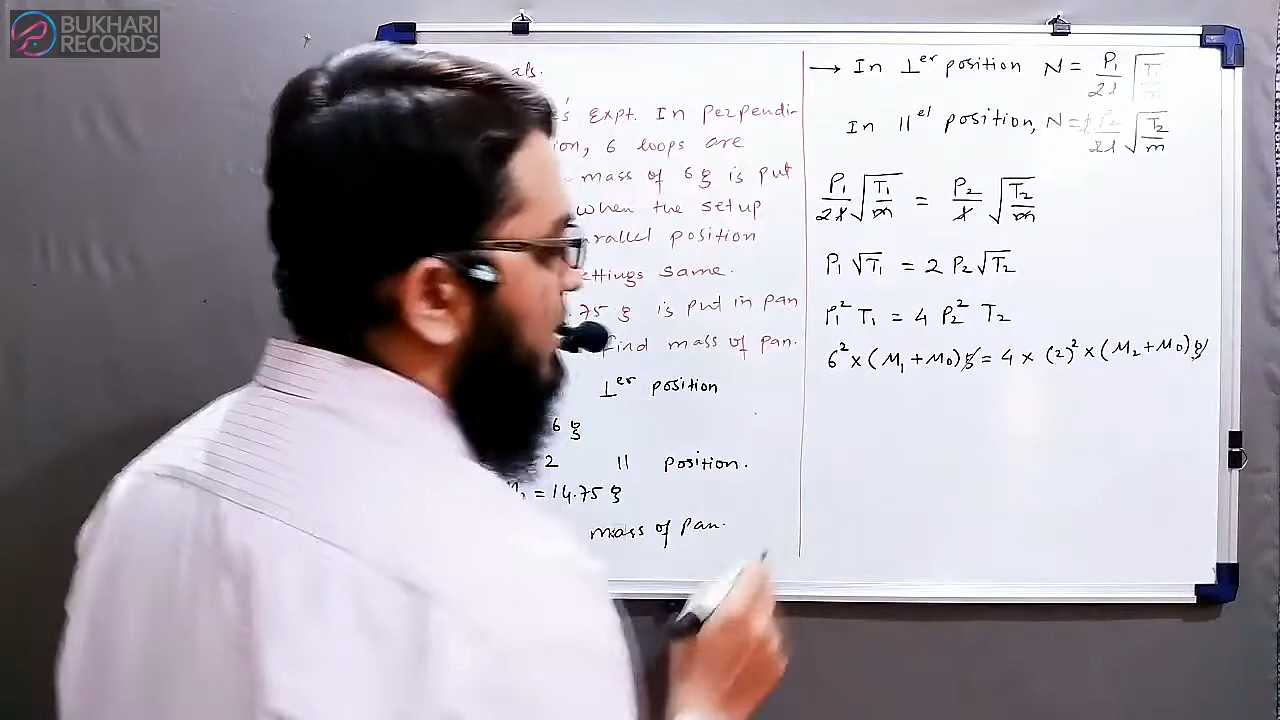 BUKHARI
RECORDS
als.
's Expt. In perpendi-
ion, 6 loops are
mass of 6g is put
when the setup
rallel position
ettings same.
.75 g is put in pan
find mass of pan.
⊥er position
6 g
2 || position.
= 14.75 g
mass of pan.
→ In ⊥er position N = P₁/2l √(T₁/m)
In ||el position, N = P₂/2l √(T₂/m)
P₁/2l √(T₁/m) = P₂/l √(T₂/m)
P₁ √T₁ = 2 P₂ √T₂
P₁² T₁ = 4 P₂² T₂
6² × (M₁ + M₀)g = 4 × (2)² × (M₂ + M₀)g